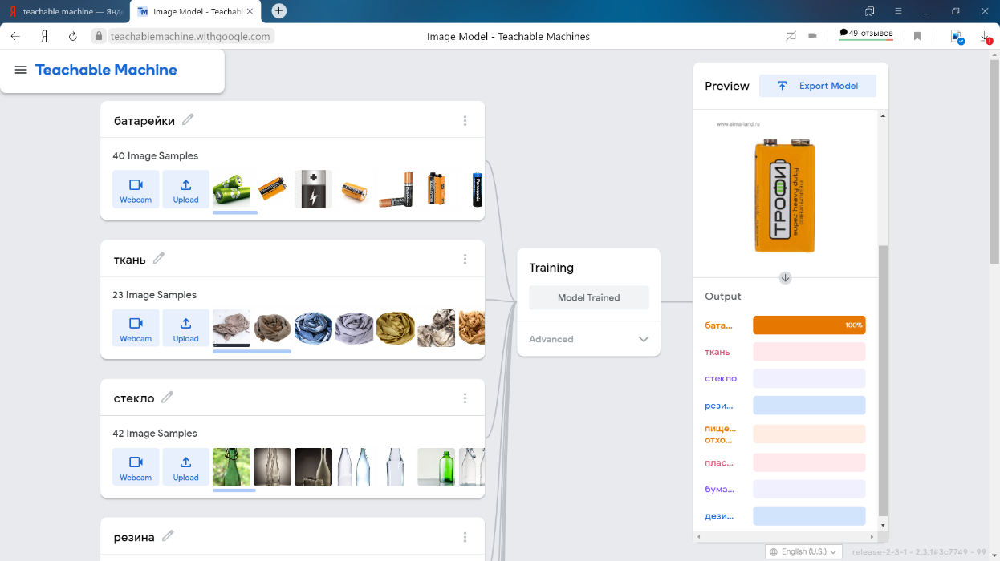 teachable machine — Янде
Image Model - Teachabl
Я
teachablemachine.withgoogle.com
Image Model - Teachable Machines
49 отзывов
Teachable Machine
батарейки
40 Image Samples
Webcam
Upload
Panasonic
ткань
23 Image Samples
Webcam
Upload
стекло
42 Image Samples
Webcam
Upload
резина
Training
Model Trained
Advanced
Preview
Export Model
www.sima-land.ru
ТРОФИ
super heavy duty
Output
бата...
100%
ткань
стекло
рези...
пище...
отхо...
плас...
бума...
дези...
English (U.S.)
release-2-3-1 - 2.3.1#3c7749 - 99